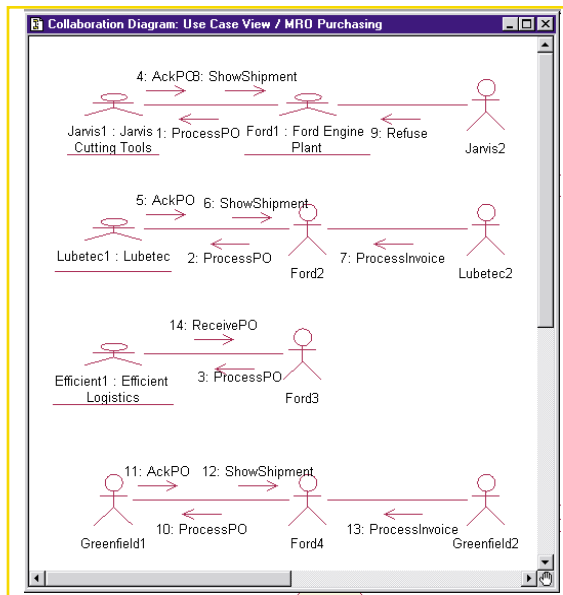 Collaboration Diagram: Use Case View / MRO Purchasing
4: AckPO 8: ShowShipment
Jarvis1 : Jarvis
Cutting Tools
1: ProcessPO
Ford1 : Ford Engine
Plant
9: Refuse
Jarvis2
5: AckPO
6: ShowShipment
Lubetec1 : Lubetec
2: ProcessPO
Ford2
7: ProcessInvoice
Lubetec2
14: ReceivePO
Efficient1 : Efficient
Logistics
3: ProcessPO
Ford3
11: AckPO
12: ShowShipment
Greenfield1
10: ProcessPO
Ford4
13: ProcessInvoice
Greenfield2